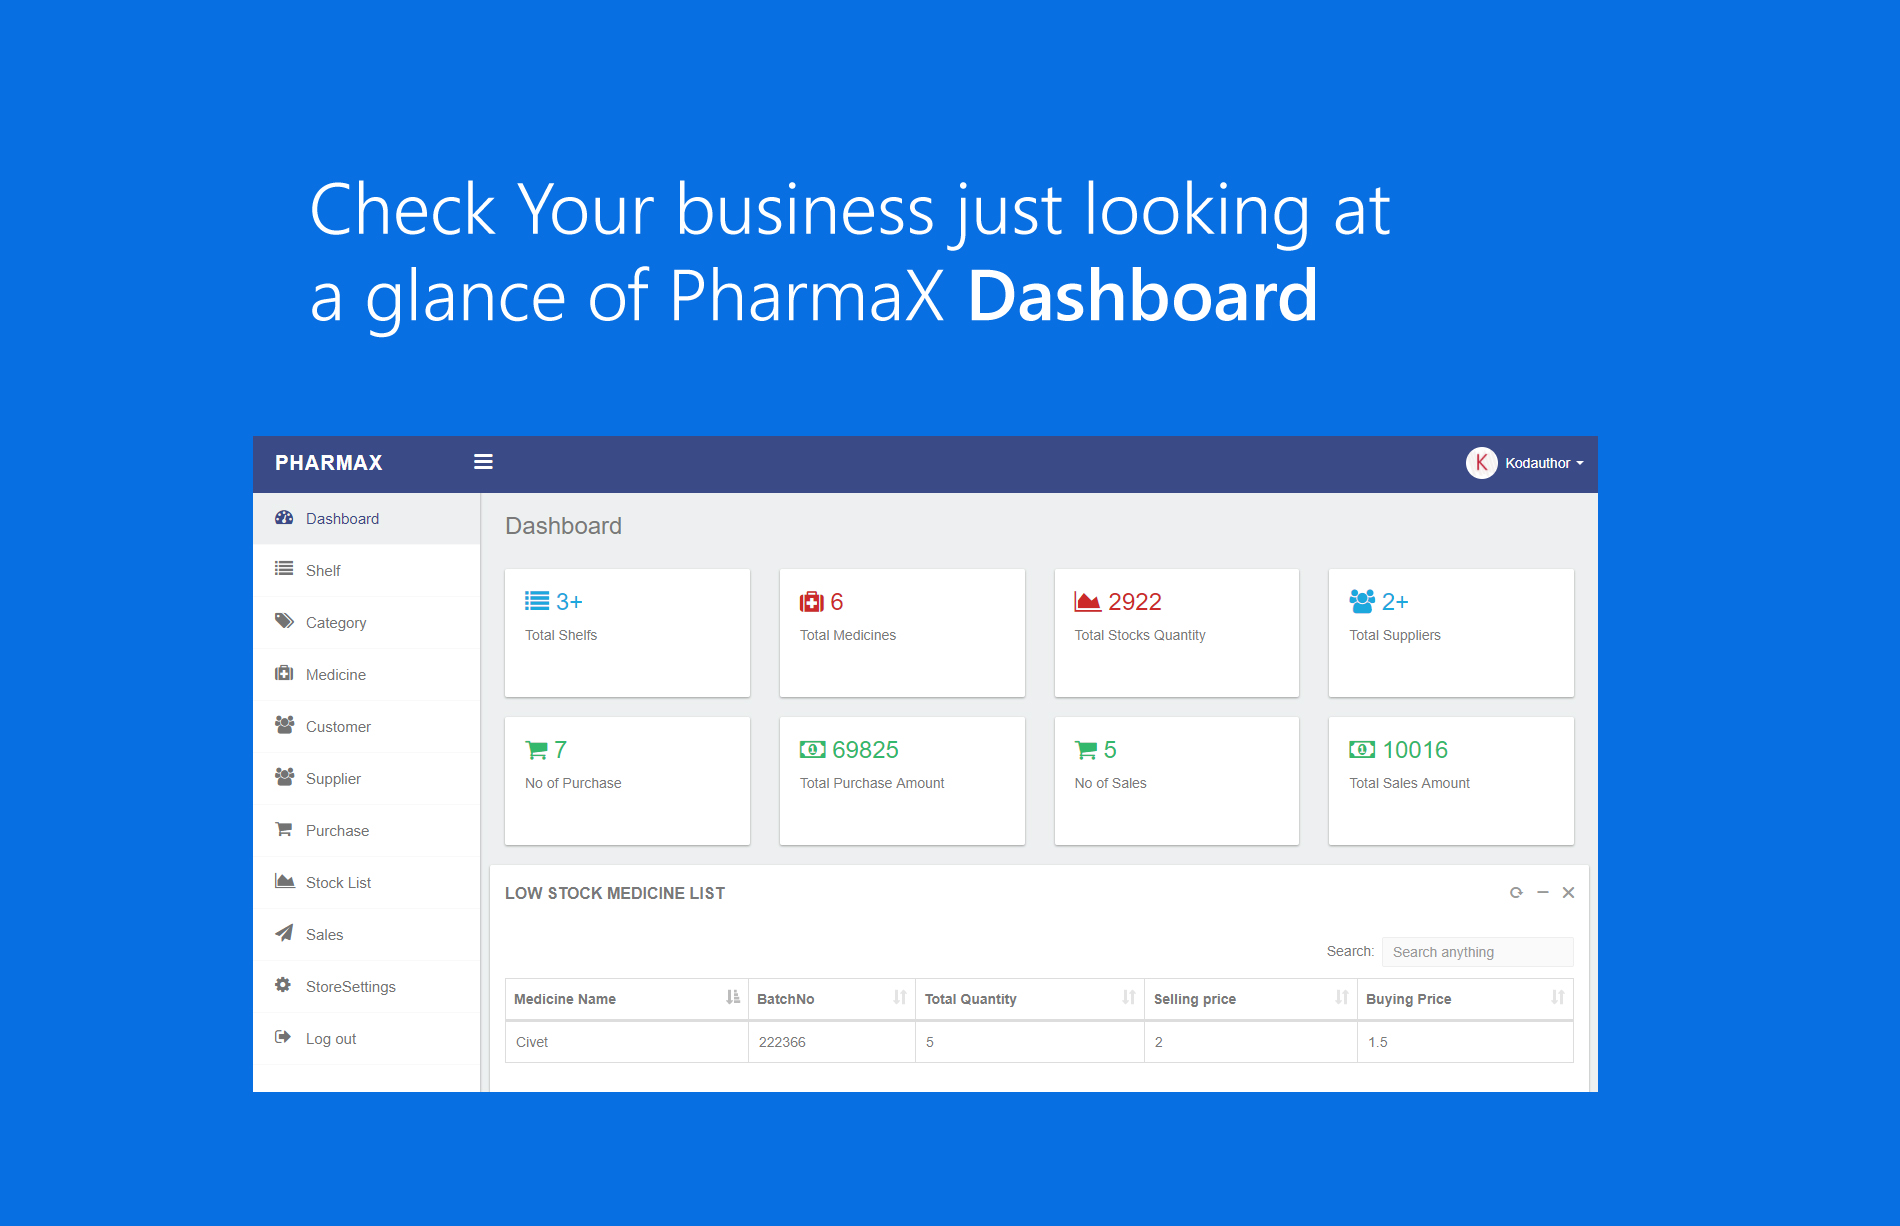 Check Your business just looking at
a glance of PharmaX Dashboard
PHARMAX
K
Kodauthor
Dashboard
Shelf
Category
Medicine
Customer
Supplier
Purchase
Stock List
Sales
StoreSettings
Log out
Dashboard
3+
Total Shelfs
6
Total Medicines
2922
Total Stocks Quantity
2+
Total Suppliers
7
No of Purchase
69825
Total Purchase Amount
5
No of Sales
10016
Total Sales Amount
LOW STOCK MEDICINE LIST
Search: Search anything
Medicine Name BatchNo Total Quantity Selling price Buying Price
Civet 222366 5 2 1.5